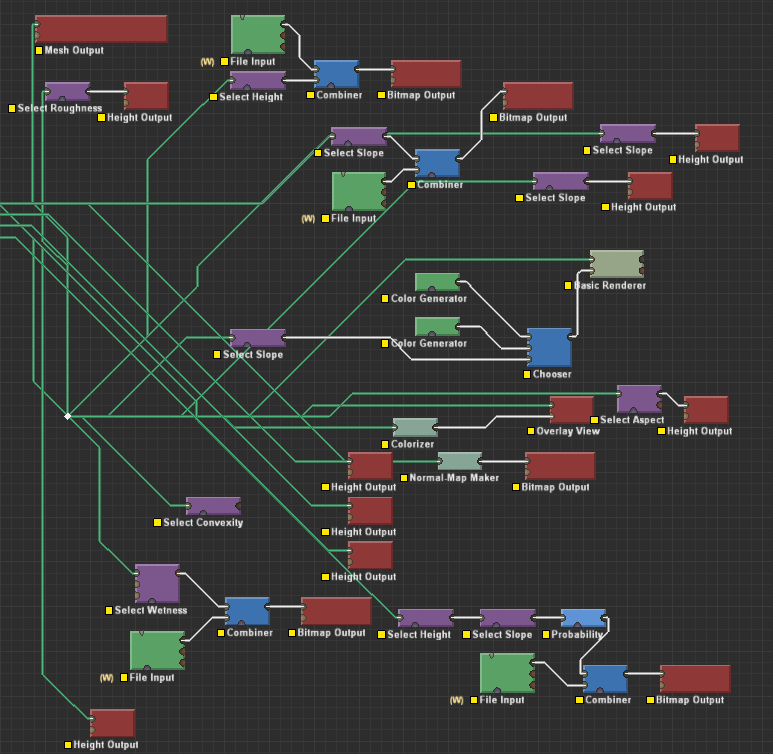 Mesh Output
(W) File Input
Select Height
Combiner
Bitmap Output
Select Roughness
Height Output
Bitmap Output
Select Slope
Combiner
Select Slope
Height Output
(W) File Input
Select Slope
Height Output
Basic Renderer
Color Generator
Color Generator
Select Slope
Chooser
Select Aspect
Height Output
Overlay View
Colorizer
Height Output
Normal-Map Maker
Bitmap Output
Select Convexity
Height Output
Height Output
Select Wetness
Combiner
Bitmap Output
Select Height
Select Slope
Probability
(W) File Input
(W) File Input
Combiner
Bitmap Output
Height Output